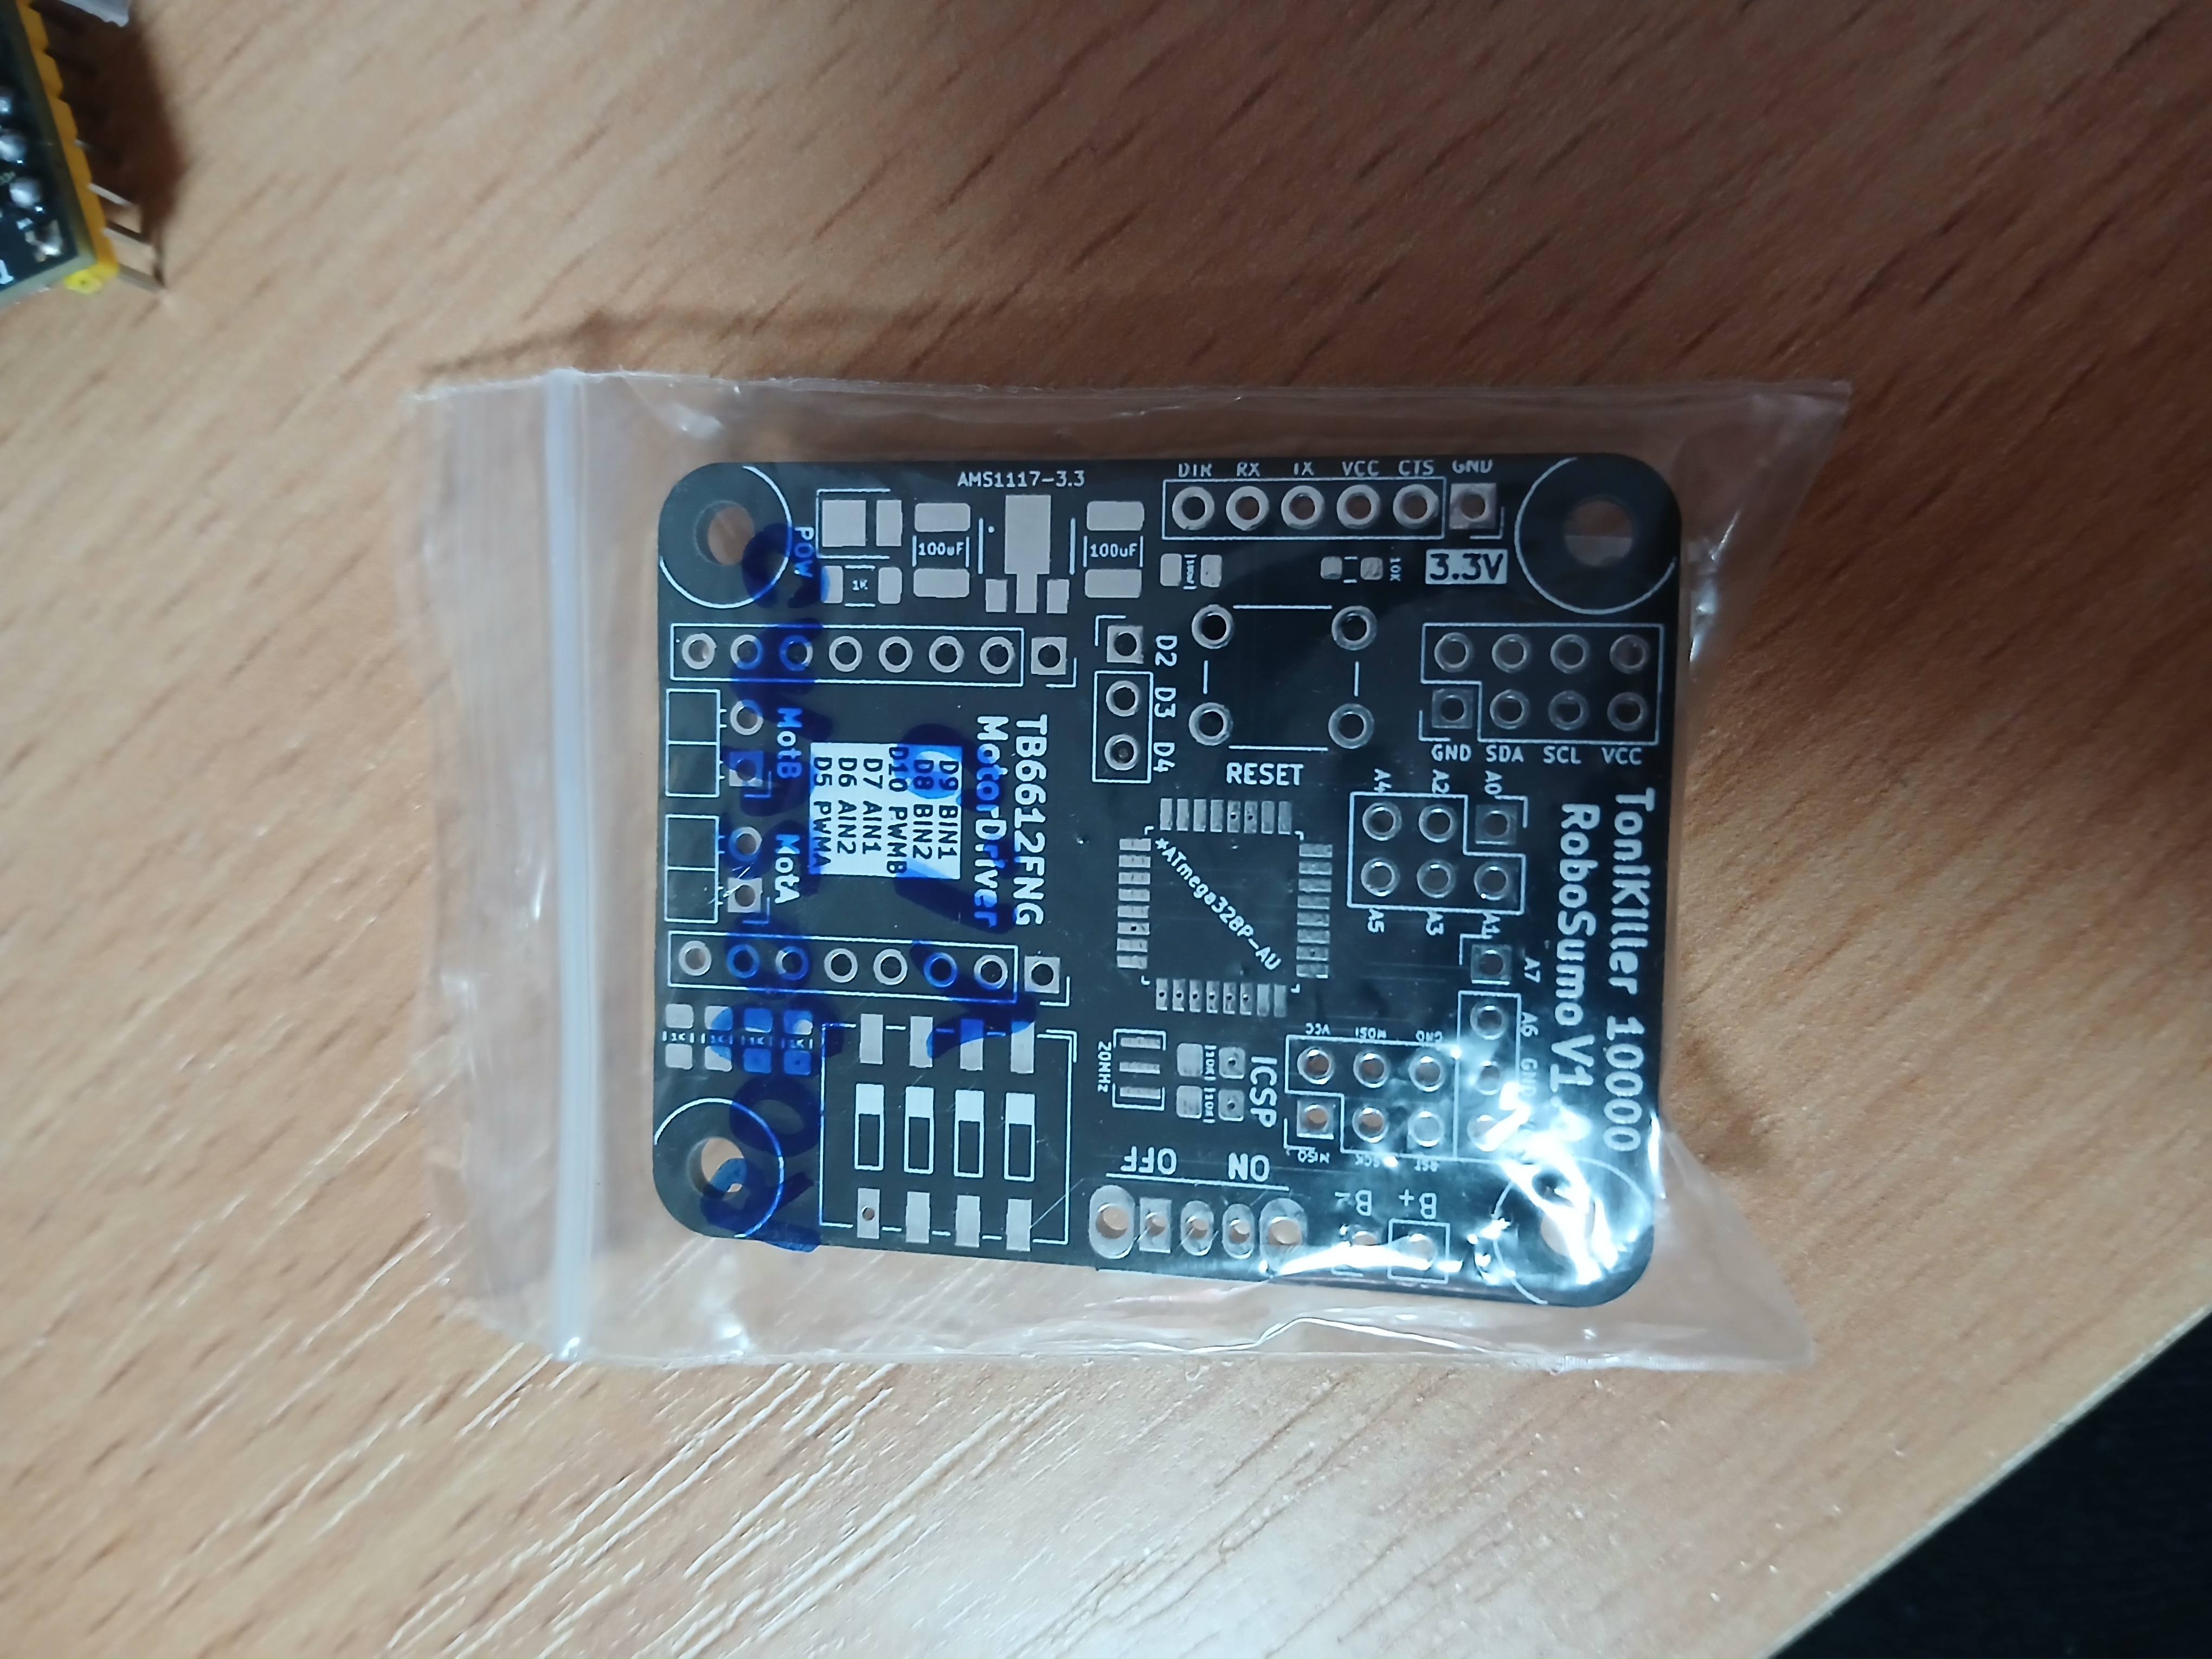 RoboSumo
V1.0
1K
MotA
MotB
MotA
MotB
POW
1K
D5 PWMA
D6 AIN2
D7 AIN1
D10 PWMB
D8 BIN2
D9 BIN1
MotorDriver
TB6612FNG
100uF
AMS1117-3.3
100uF
20MHz
OFF
ON
10K
10K
ICSP
*ATmega328P-AU
D4 D3 D2
RESET
DTR
RX
TX
VCC
CTS
GND
10K
3.3V
MISO
VCC
SCK
MOSI
RST
GND
B-
B+
A5
A4
A3
A2
A1
A0
GND
A6
A7
GND
SDA
SCL
VCC
ToniKiller 10000